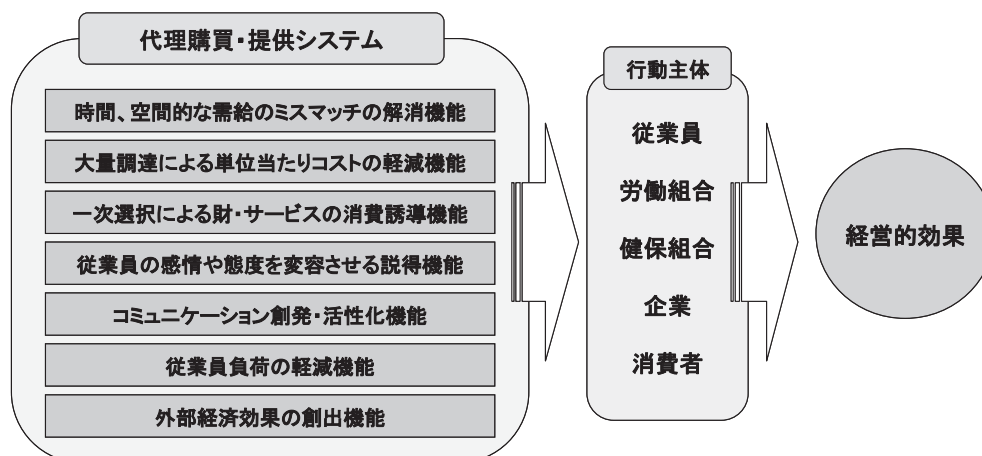 代理購買・提供システム
時間、空間的な需給のミスマッチの解消機能
大量調達による単位当たりコストの軽減機能
一次選択による財・サービスの消費誘導機能
従業員の感情や態度を変容させる説得機能
コミュニケーション創発・活性化機能
従業員負荷の軽減機能
外部経済効果の創出機能
行動主体
従業員
労働組合
健保組合
企業
消費者
経営的効果